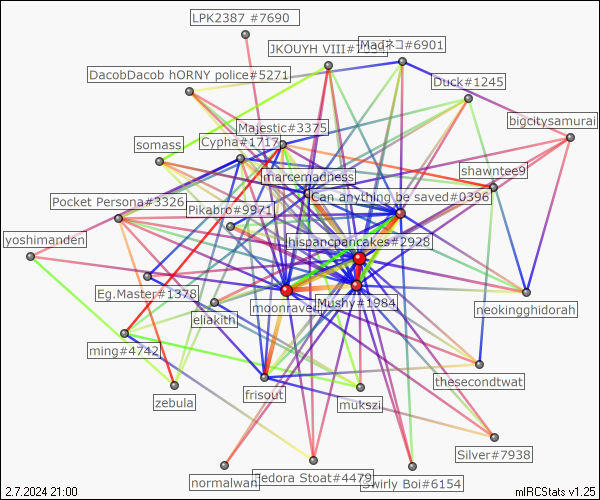 LPK2387 #7690
JKOUYH VIII#
Madネコ#6901
DacobDacob hORNY police#5271
Duck#1245
bigcitysamurai
Majestic#3375
Cypha#1717
somass
marcemadness
shawntee9
Can anything be saved#0396
Pocket Persona#3326
Pikabro#9971
yoshimanden
hispancpancakes#2928
Eg.Master#1378
moonraven
Mushy#1984
eliakith
neokingghidorah
ming#4742
thesecondtwat
zebula
frisout
mukszi
Silver#7938
normalwan
Fedora Stoat#4479
Swirly Boi#6154
2.7.2024 21:00
mIRCStats v1.25